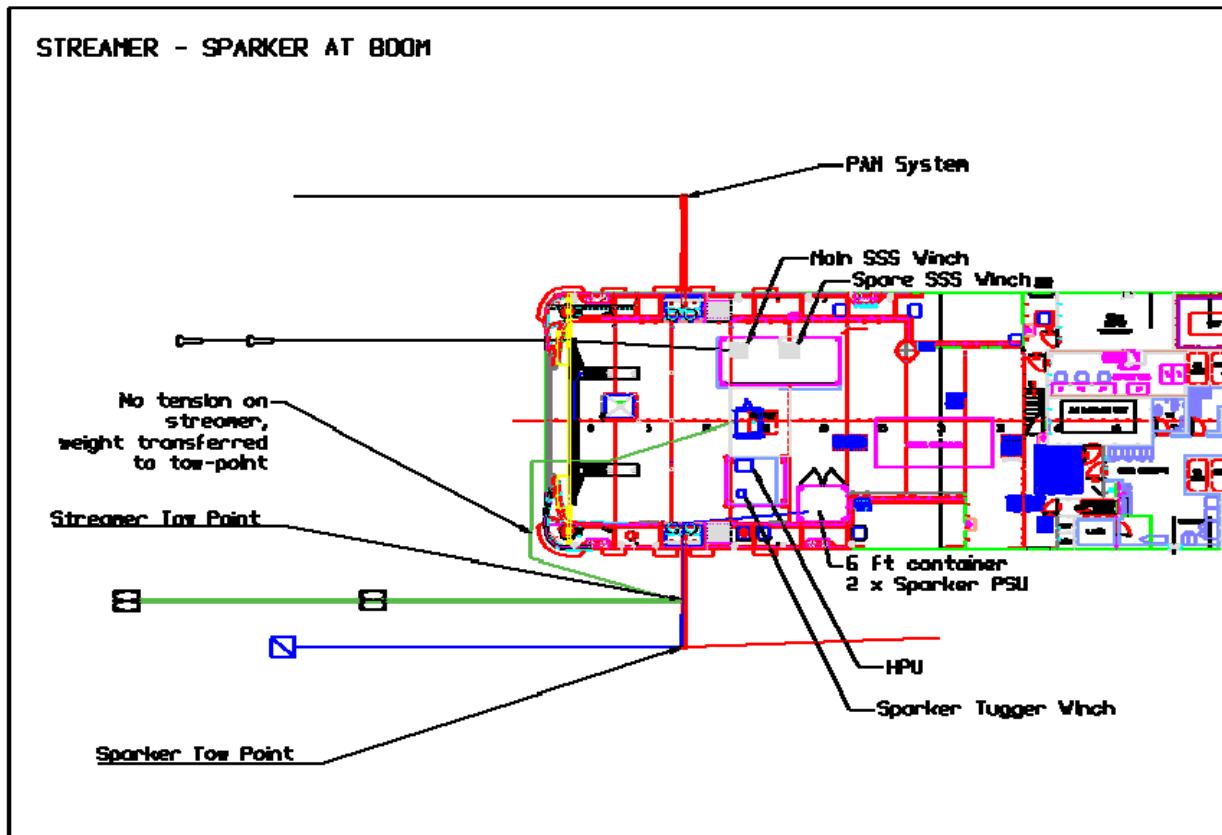 STREAMER - SPARKER AT BOOM
PAM System
Main SSS Winch
Spare SSS Winch
No tension on
streamer,
weight transferred
to tow-point
Streamer Tow Point
6 ft container
2 x Sparker PSU
HPU
Sparker Tugger Winch
Sparker Tow Point